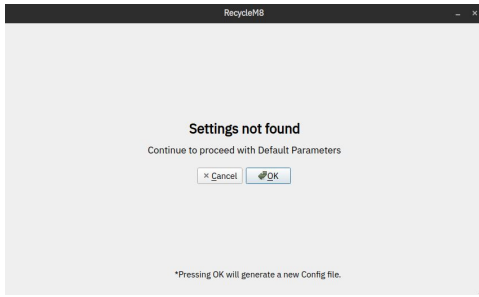 RecycleM8
Settings not found
Continue to proceed with Default Parameters
Cancel OK
*Pressing OK will generate a new Config file.